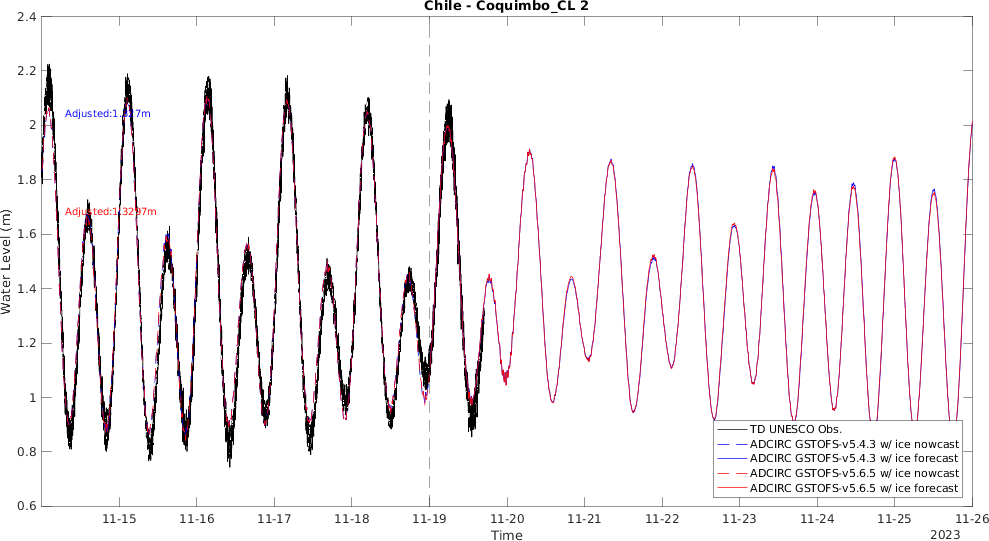 Chile - Coquimbo_CL 2
2.4
2.2
2
1.8
1.6
1.4
1.2
1
0.8
0.6
Water Level (m)
Adjusted:1.3297m
TD UNESCO Obs.
ADCIRC GSTOFS-v5.4.3 w/ ice nowcast
ADCIRC GSTOFS-v5.4.3 w/ ice forecast
ADCIRC GSTOFS-v5.6.5 w/ ice nowcast
ADCIRC GSTOFS-v5.6.5 w/ ice forecast
11-15 11-16 11-17 11-18 11-19 11-20 11-21 11-22 11-23 11-24 11-25 11-26
Time
2023